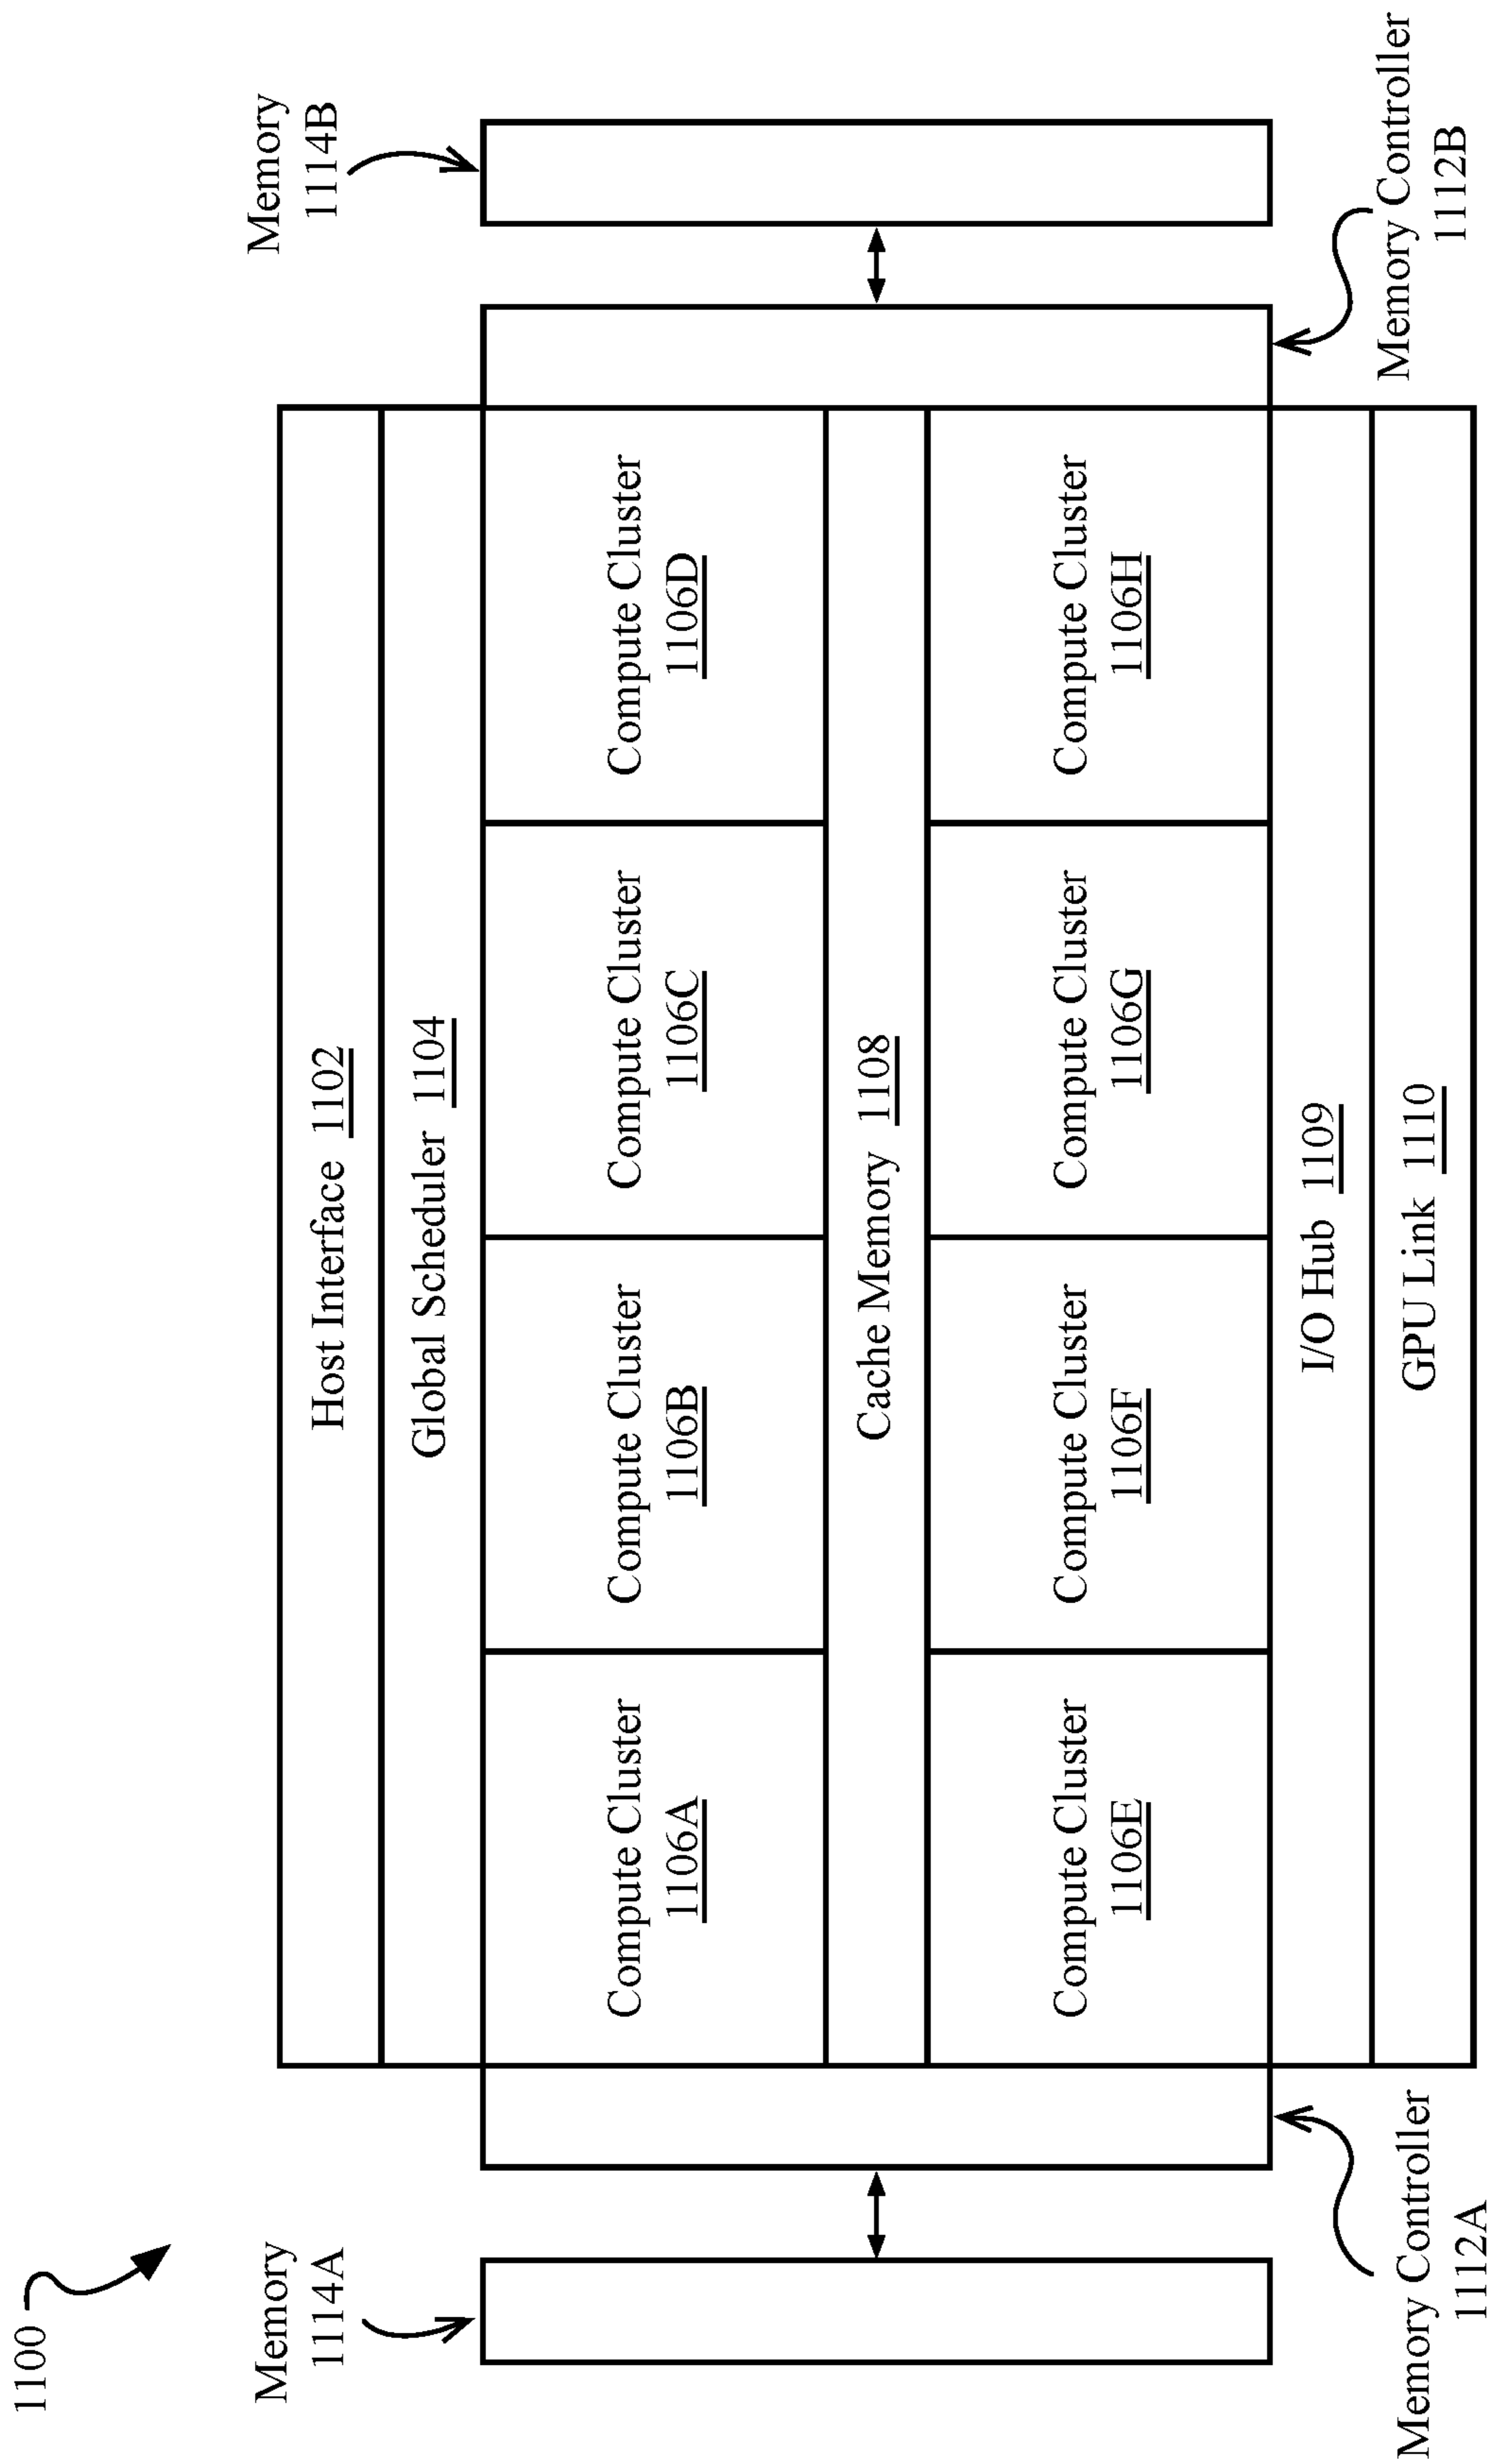 1100
Memory
1114A
Memory
1114B
Host Interface 1102
Global Scheduler 1104
Compute Cluster
1106A
Compute Cluster
1106B
Compute Cluster
1106C
Compute Cluster
1106D
Cache Memory 1108
Compute Cluster
1106E
Compute Cluster
1106F
Compute Cluster
1106G
Compute Cluster
1106H
I/O Hub 1109
GPU Link 1110
Memory Controller
1112A
Memory Controller
1112B